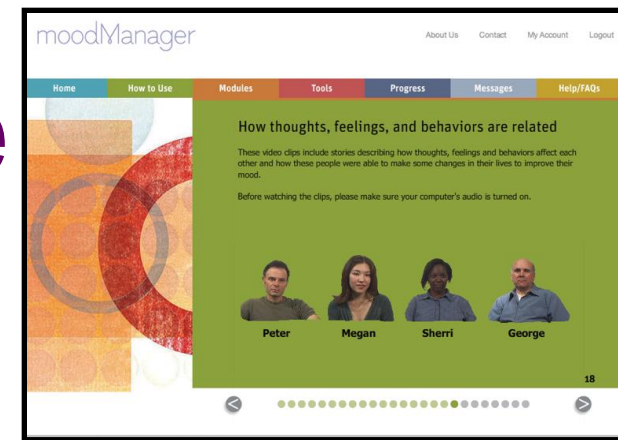 e
moodManager
About Us Contact My Account Logout
Home How to Use Modules Tools Progress Messages Help/FAQs
How thoughts, feelings, and behaviors are related
These video clips include stories describing how thoughts, feelings and behaviors affect each
other and how these people were able to make some changes in their lives to improve their
mood.
Before watching the clips, please make sure your computer's audio is turned on.
Peter Megan Sherri George
18
< >